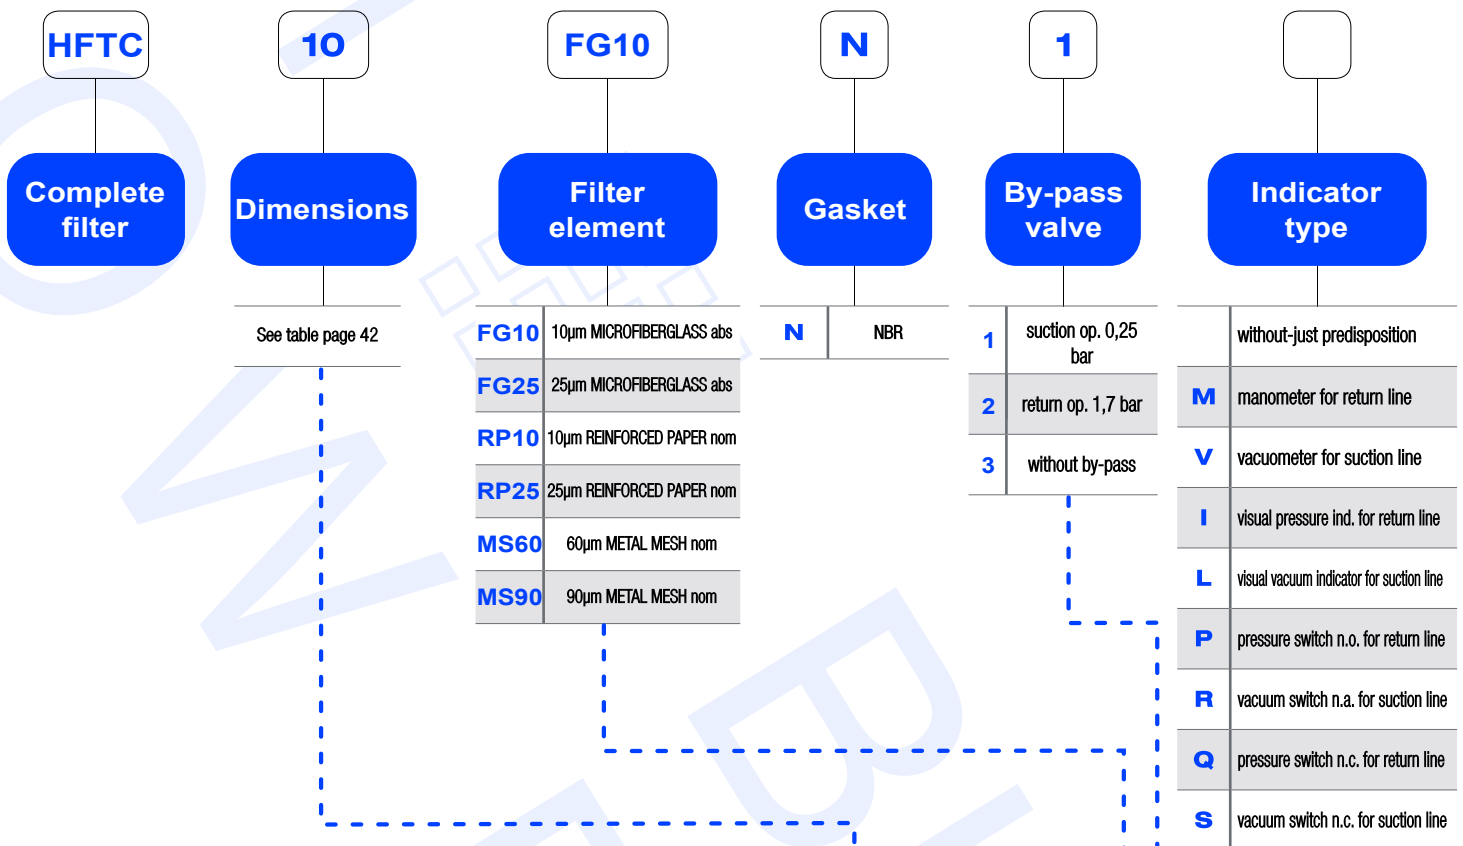 HFTC 10 FG10 N 1
Complete
filter
Dimensions
Filter
element
Gasket
By-pass
valve
Indicator
type
See table page 42
FG10 10µm MICROFIBERGLASS abs
FG25 25µm MICROFIBERGLASS abs
RP10 10µm REINFORCED PAPER nom
RP25 25µm REINFORCED PAPER nom
MS60 60µm METAL MESH nom
MS90 90µm METAL MESH nom
N NBR
1 suction op. 0,25
bar
2 return op. 1,7 bar
3 without by-pass
without-just predisposition
M manometer for return line
V vacuometer for suction line
I visual pressure ind. for return line
L visual vacuum indicator for suction line
P pressure switch n.o. for return line
R vacuum switch n.a. for suction line
Q pressure switch n.c. for return line
S vacuum switch n.c. for suction line